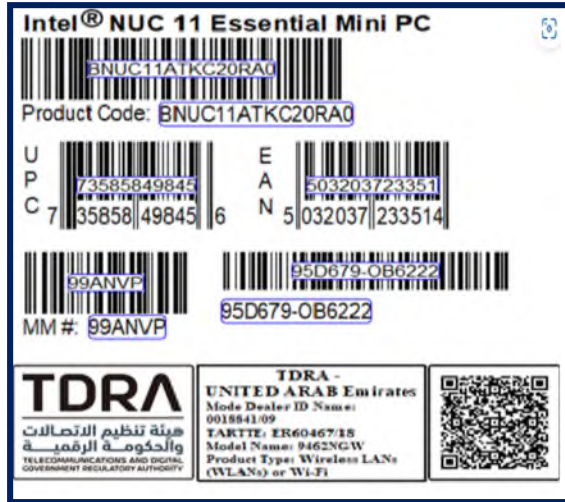 Intel® NUC 11 Essential Mini PC
BNUC11ATKC20RA0
Product Code: BNUC11ATKC20RA0
UPC
73585849845
7 35858 49845 6
EAN
503203723351
5 032037 233514
99ANVP
MM #: 99ANVP
95D679-OB6222
95D679-OB6222
TDRA
هيئة تنظيم الاتصالات
والحكومة الرقمية
TELECOMMUNICATIONS AND DIGITAL
GOVERNMENT REGULATORY AUTHORITY
TDRA -
UNITED ARAB Emirates
Mode Dealer ID Name:
0018841/09
TARTTE: ER60467/18
Model Name: 9462NGW
Product Type: Wireless LANs
(WLANs) or Wi-Fi